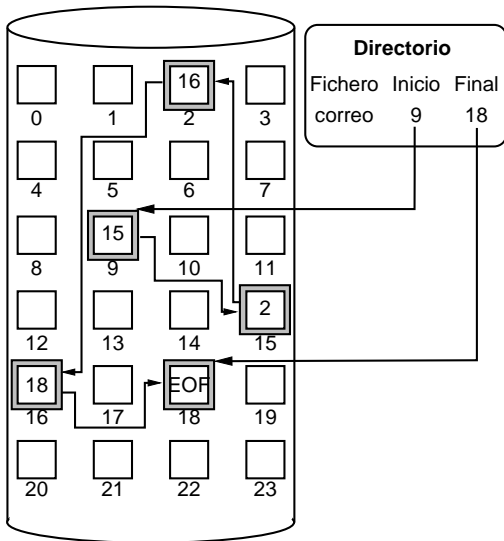 Directorio
Fichero Inicio Final
correo 9 18
16
0 1 2 3
4 5 6 7
15
8 9 10 11
2
12 13 14 15
18 EOF
16 17 18 19
20 21 22 23